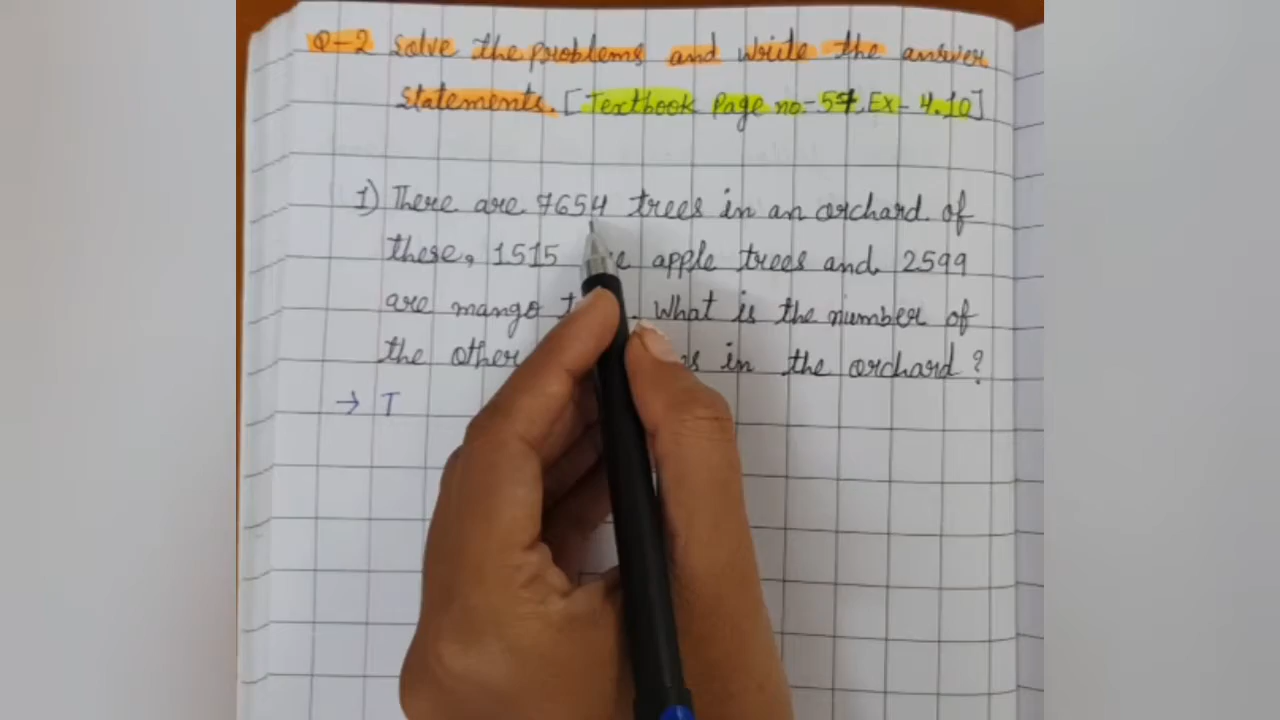 Q-2 Solve the problems and write the answer
statements. [Textbook Page no:-57, Ex- 4.10]
1) There are 7654 trees in an orchard of
these, 1515 apple trees and 2599
are mango What is the number of
the other in the orchard?
→ T